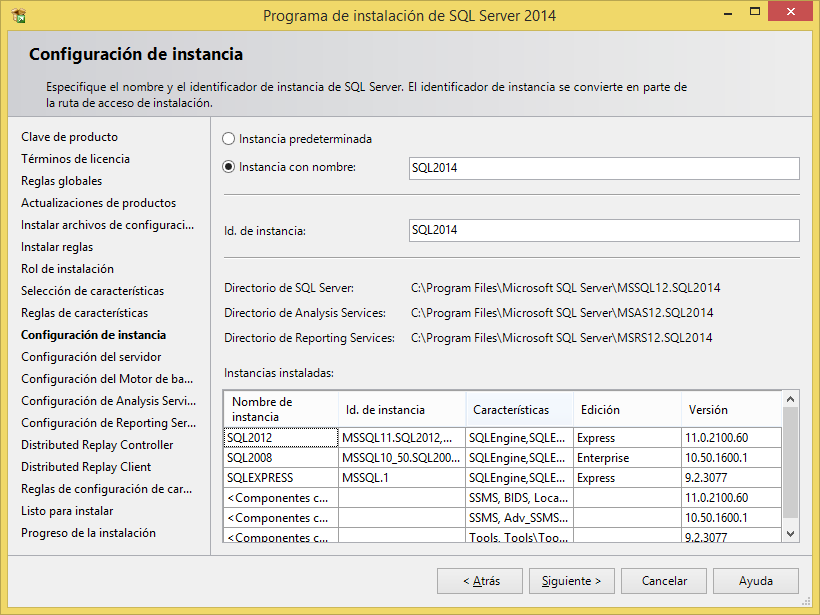 Programa de instalación de SQL Server 2014
Configuración de instancia
Especifique el nombre y el identificador de instancia de SQL Server. El identificador de instancia se convierte en parte de
la ruta de acceso de instalación.
Clave de producto
Términos de licencia
Reglas globales
Actualizaciones de productos
Instalar archivos de configuraci...
Instalar reglas
Rol de instalación
Selección de características
Reglas de características
Configuración de instancia
Configuración del servidor
Configuración del Motor de ba...
Configuración de Analysis Servi...
Configuración de Reporting Ser...
Distributed Replay Controller
Distributed Replay Client
Reglas de configuración de car...
Listo para instalar
Progreso de la instalación
Instancia predeterminada
Instancia con nombre: SQL2014
Id. de instancia: SQL2014
Directorio de SQL Server: C:\Program Files\Microsoft SQL Server\MSSQL12.SQL2014
Directorio de Analysis Services: C:\Program Files\Microsoft SQL Server\MSAS12.SQL2014
Directorio de Reporting Services: C:\Program Files\Microsoft SQL Server\MSRS12.SQL2014
Instancias instaladas:
Nombre de instancia Id. de instancia Características Edición Versión
SQL2012 MSSQL11.SQL2012,... SQLEngine,SQLE... Express 11.0.2100.60
SQL2008 MSSQL10_50.SQL200... SQLEngine,SQLE... Enterprise 10.50.1600.1
SQLEXPRESS MSSQL.1 SQLEngine,SQLE... Express 9.2.3077
<Componentes c... SSMS, BIDS, Loca... 11.0.2100.60
<Componentes c... SSMS, Adv_SSMS... 10.50.1600.1
<Componentes c... Tools, Tools\Too... 9.2.3077
< Atrás Siguiente > Cancelar Ayuda